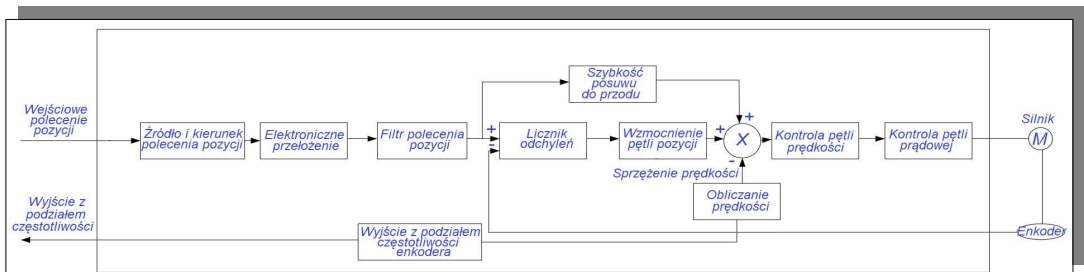 Wejściowe
polecenie
pozycji
Źródło i kierunek
polecenia pozycji
Elektroniczne
przełożenie
Filtr polecenia
pozycji
+
-
Licznik
odchyleń
Szybkość
posuwu
do przodu
Wzmocnienie
pętli pozycji
+
+
X
-
Sprzężenie prędkości
Obliczanie
prędkości
Kontrola pętli
prędkości
Kontrola pętli
prądowej
Silnik
M
Enkoder
Wyjście z
podziałem
częstotliwości
Wyjście z podziałem
częstotliwości
enkodera